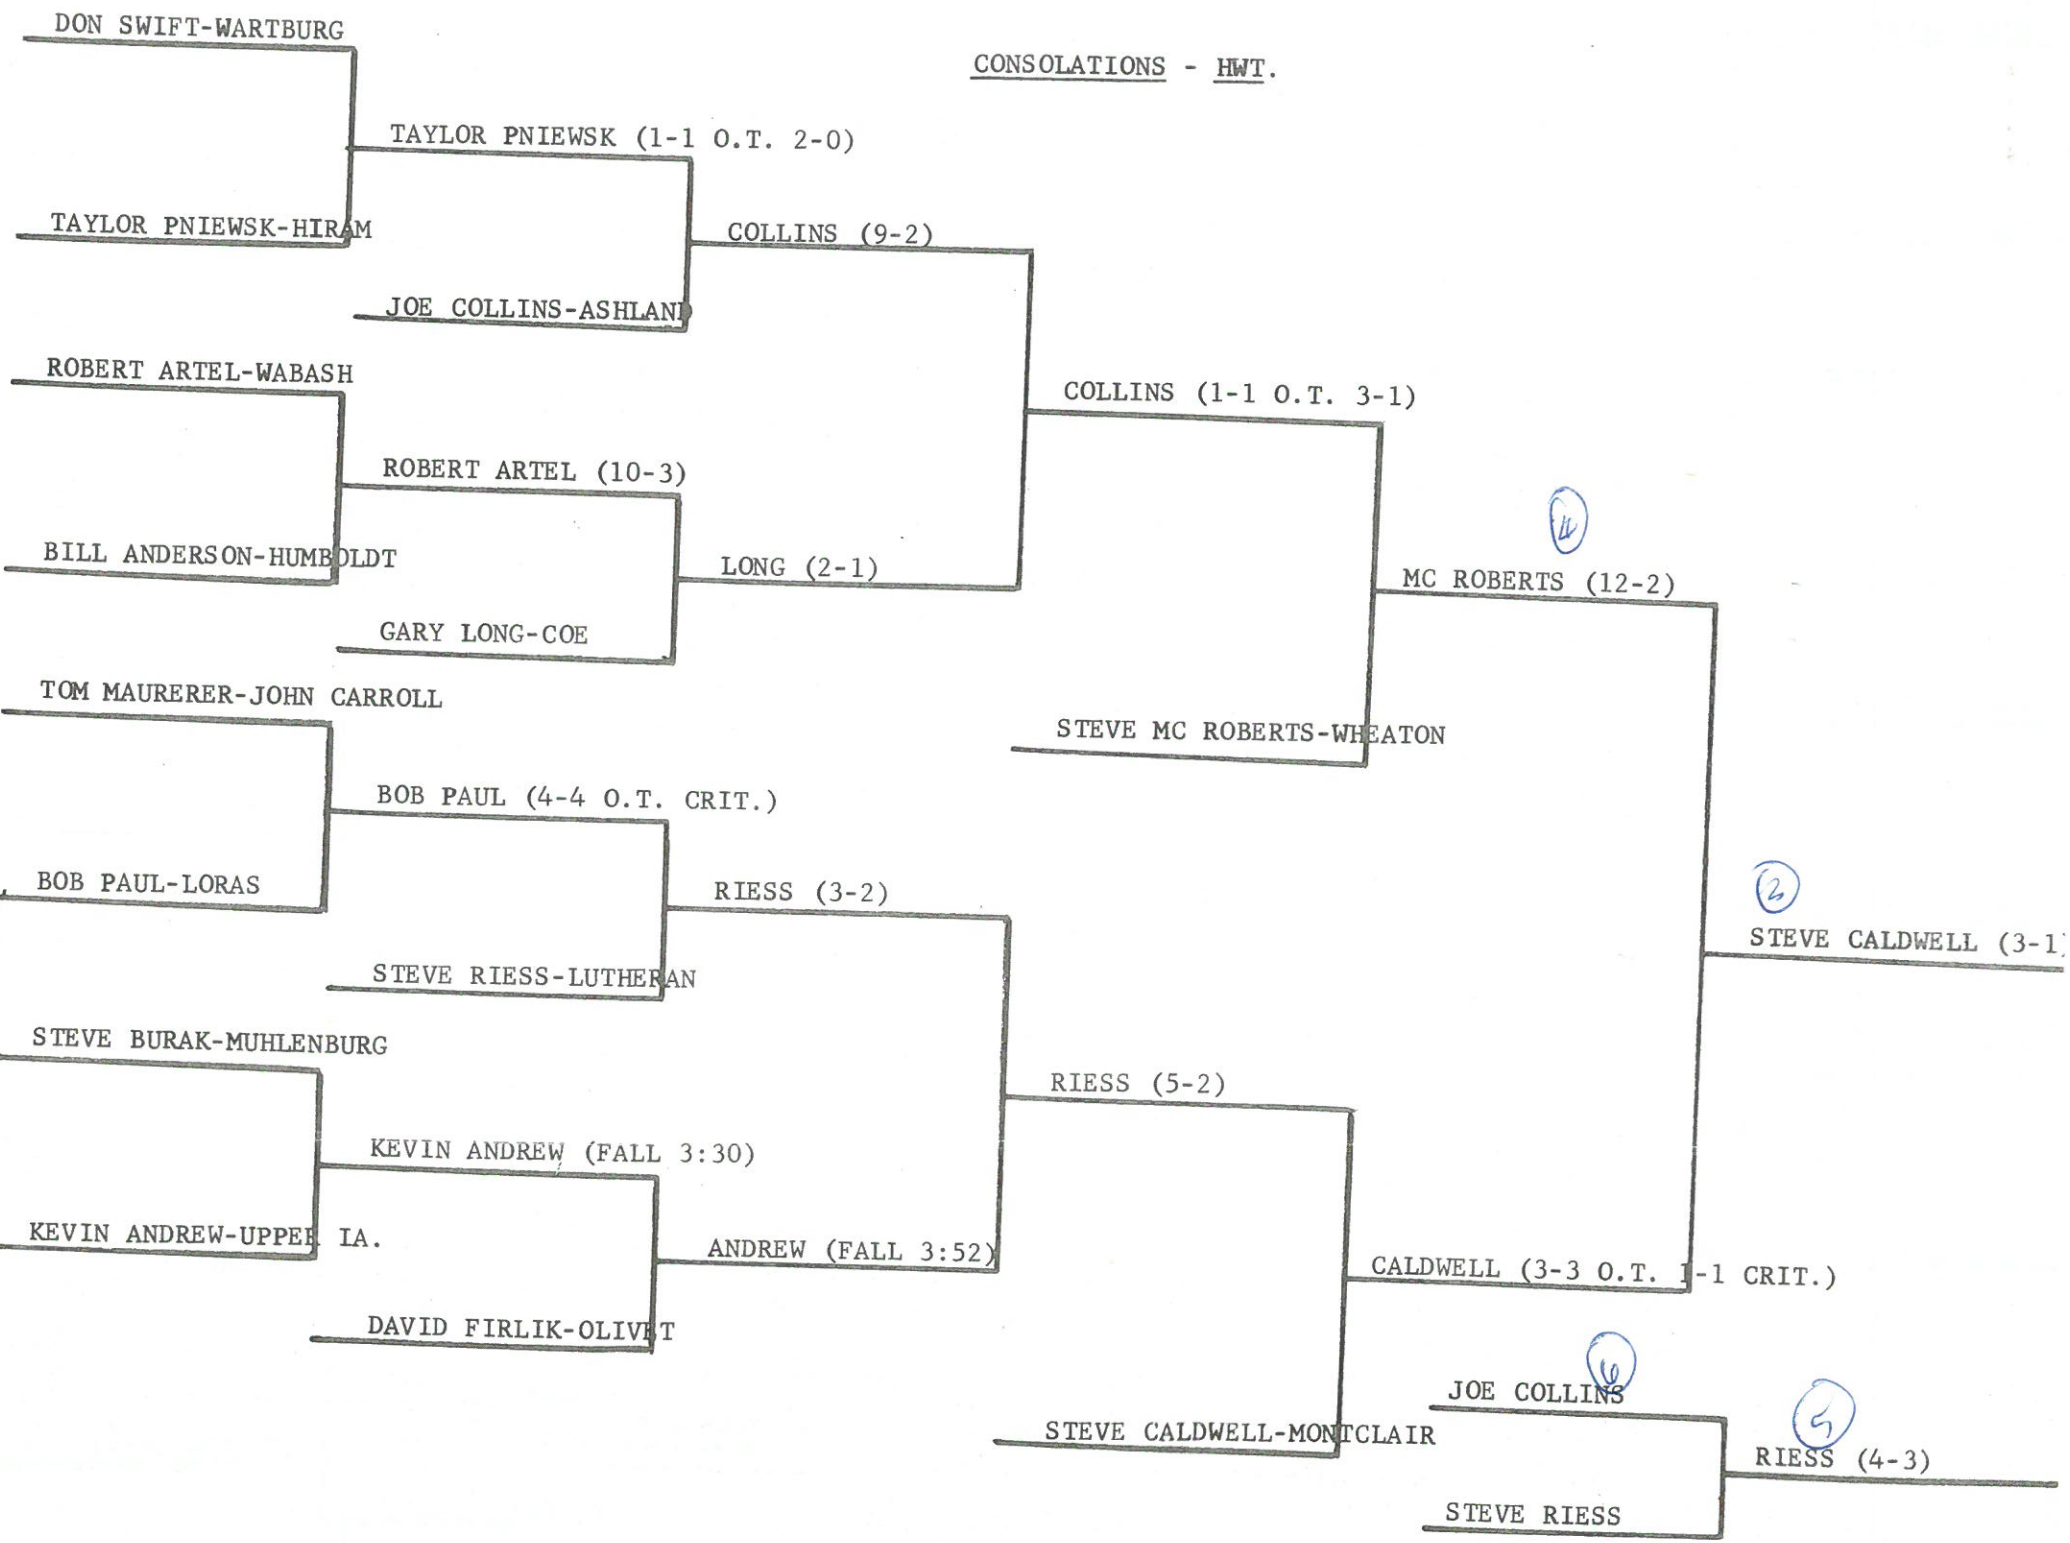 DON SWIFT-WARTBURG
CONSOLATIONS - HWT.
TAYLOR PNIEWSK (1-1 O.T. 2-0)
TAYLOR PNIEWSK-HIRAM
COLLINS (9-2)
JOE COLLINS-ASHLAND
ROBERT ARTEL-WABASH
COLLINS (1-1 O.T. 3-1)
ROBERT ARTEL (10-3)
4
BILL ANDERSON-HUMBOLDT
LONG (2-1)
MC ROBERTS (12-2)
GARY LONG-COE
TOM MAURERER-JOHN CARROLL
STEVE MC ROBERTS-WHEATON
BOB PAUL (4-4 O.T. CRIT.)
BOB PAUL-LORAS
RIESS (3-2)
3
STEVE CALDWELL (3-1)
STEVE RIESS-LUTHERAN
STEVE BURAK-MUHLENBURG
RIESS (5-2)
KEVIN ANDREW (FALL 3:30)
KEVIN ANDREW-UPPER IA.
ANDREW (FALL 3:52)
CALDWELL (3-3 O.T. 1-1 CRIT.)
DAVID FIRLIK-OLIVET
6
JOE COLLINS
5
STEVE CALDWELL-MONTCLAIR
RIESS (4-3)
STEVE RIESS